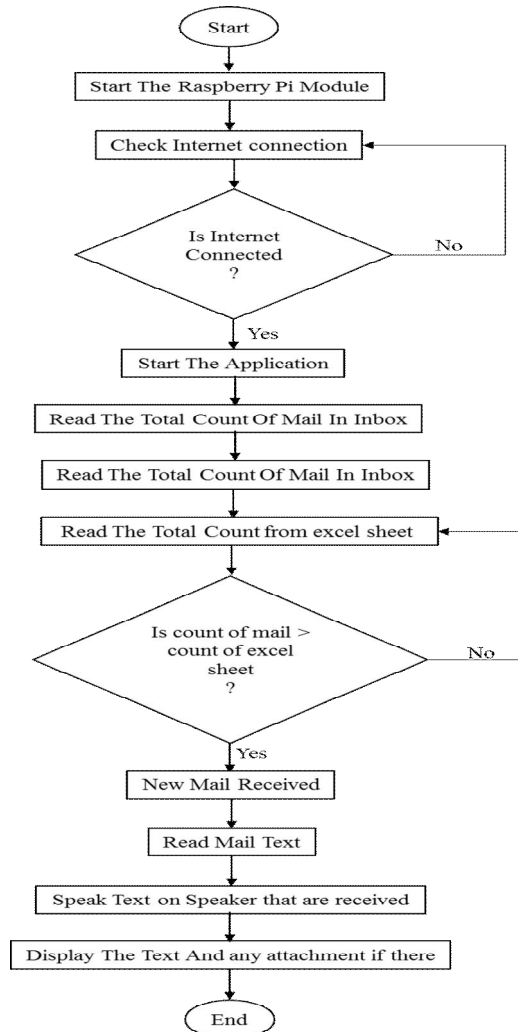 Start
Start The Raspberry Pi Module
Check Internet connection
Is Internet
Connected
?
No
Yes
Start The Application
Read The Total Count Of Mail In Inbox
Read The Total Count Of Mail In Inbox
Read The Total Count from excel sheet
Is count of mail >
count of excel
sheet
?
No
Yes
New Mail Received
Read Mail Text
Speak Text on Speaker that are received
Display The Text And any attachment if there
End